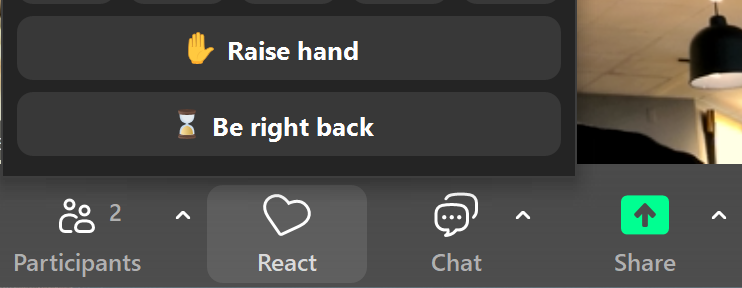 Raise hand
Be right back
2
Participants
React
Chat
Share